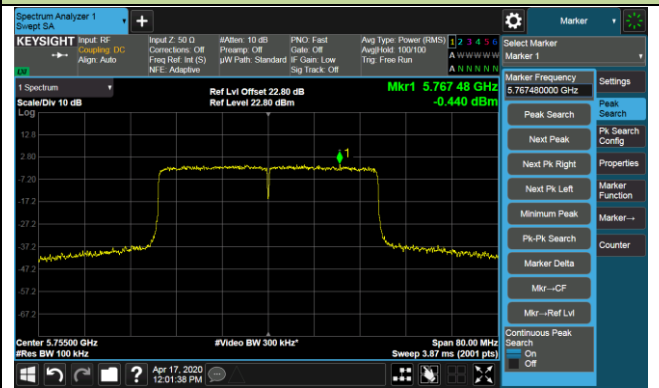 Spectrum Analyzer 1
Swept SA
Marker
KEYSIGHT
Input: RF
Coupling: DC
Align: Auto
Input Z: 50 Ω
Corrections: Off
Freq Ref: Int (S)
NFE: Adaptive
#Atten: 10 dB
Preamp: Off
µW Path: Standard
PNO: Fast
Gate: Off
IF Gain: Low
Sig Track: Off
Avg Type: Power (RMS)
Avg|Hold: 100/100
Trig: Free Run
1 2 3 4 5 6
A W W W W W
A N N N N N
LW
Select Marker
Marker 1
1 Spectrum
Scale/Div 10 dB
Log
Ref Lvl Offset 22.80 dB
Ref Level 22.80 dBm
Mkr1 5.767 48 GHz
-0.440 dBm
12.8
2.80
-7.20
-17.2
-27.2
-37.2
-47.2
-57.2
-67.2
1
Center 5.75500 GHz
#Res BW 100 kHz
#Video BW 300 kHz*
Span 80.00 MHz
Sweep 3.87 ms (2001 pts)
Marker Frequency
5.767480000 GHz
Peak Search
Next Peak
Next Pk Right
Next Pk Left
Minimum Peak
Pk-Pk Search
Marker Delta
Mkr→CF
Mkr→Ref Lvl
Continuous Peak
Search
On
Off
Settings
Peak
Search
Pk Search
Config
Properties
Marker
Function
Marker→
Counter
Apr 17, 2020
12:01:38 PM